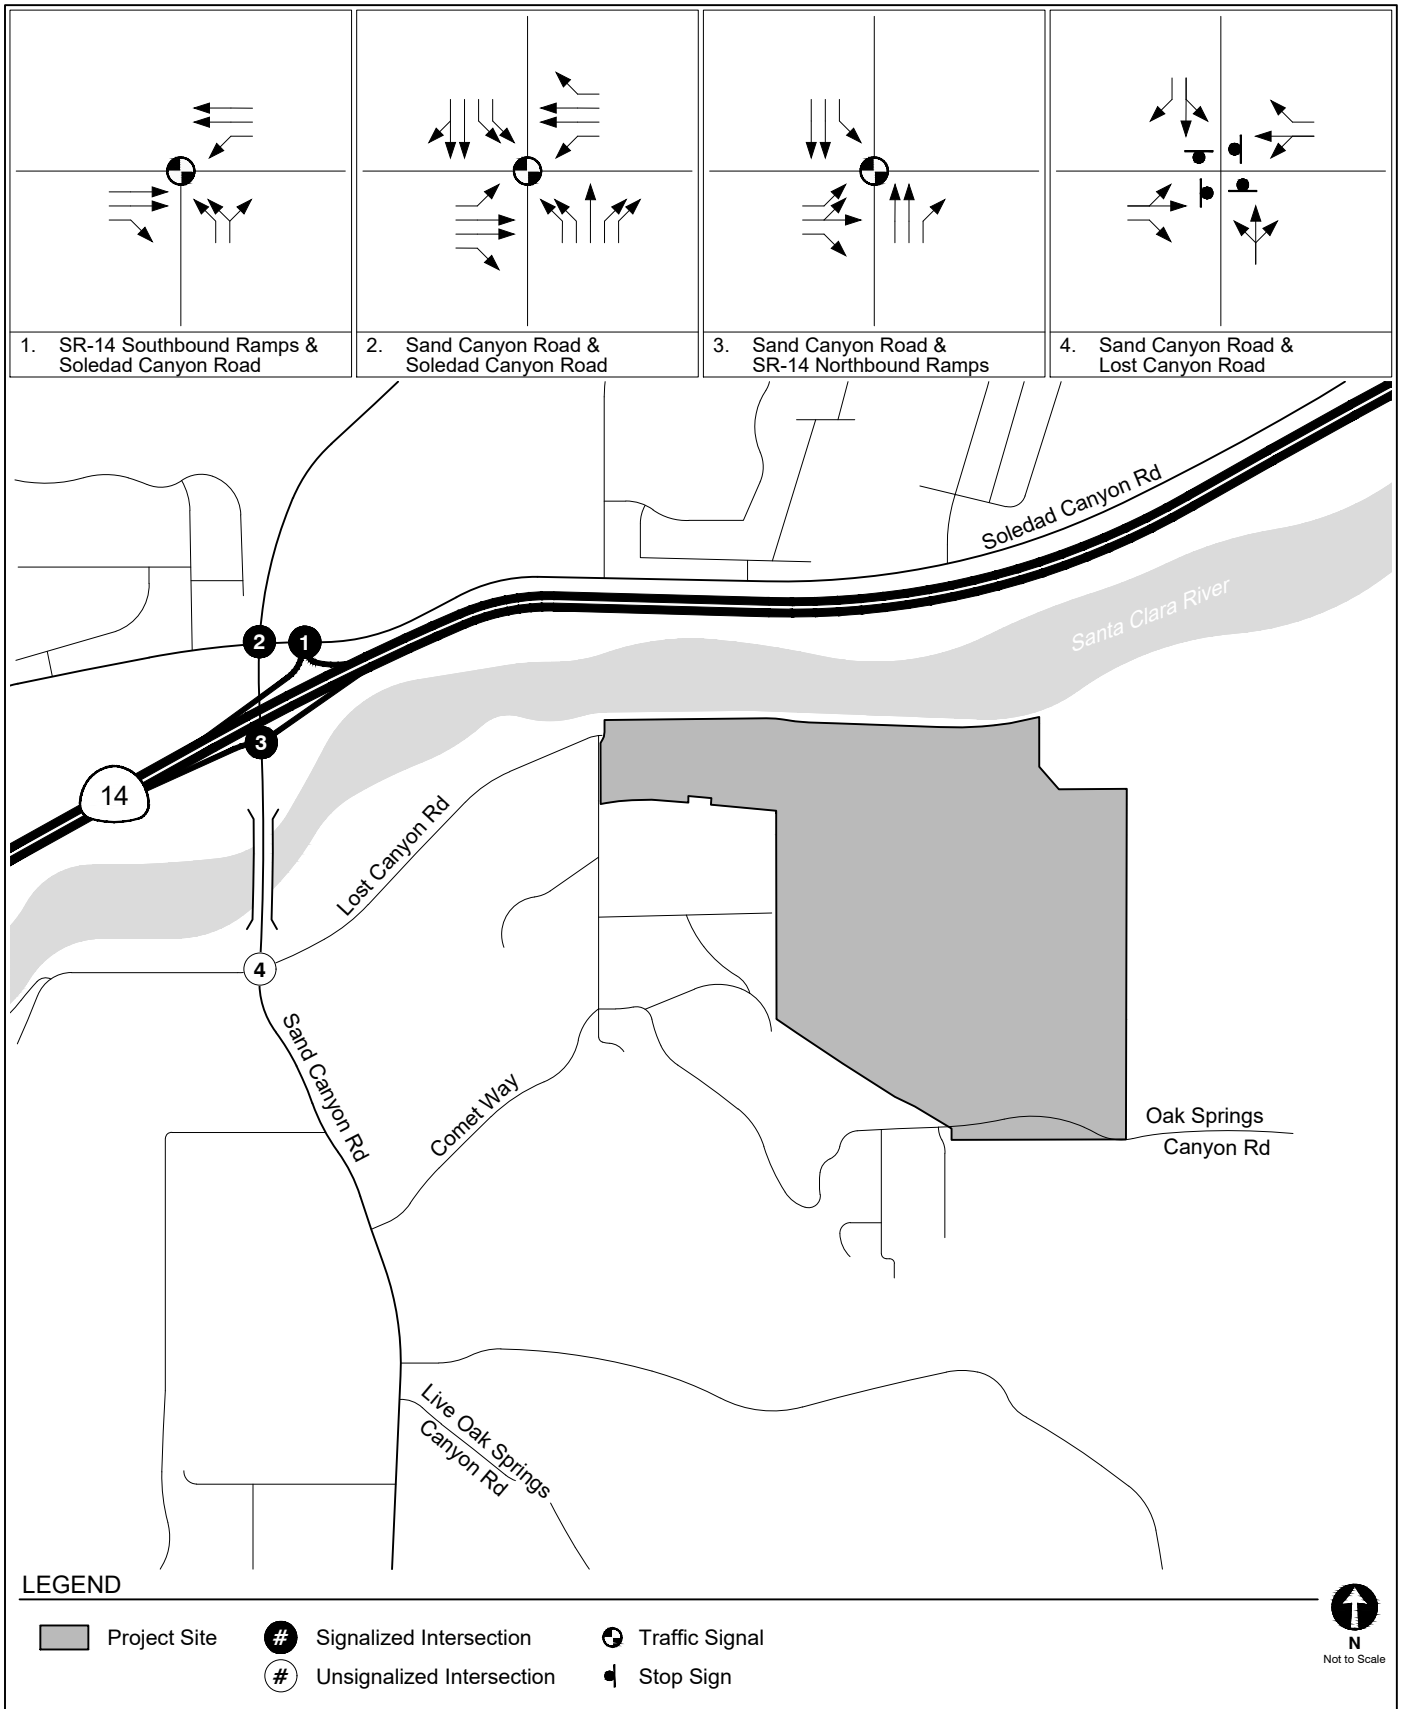 1. SR-14 Southbound Ramps &
Soledad Canyon Road
2. Sand Canyon Road &
Soledad Canyon Road
3. Sand Canyon Road &
SR-14 Northbound Ramps
4. Sand Canyon Road &
Lost Canyon Road
Soledad Canyon Rd
Santa Clara River
2
1
3
14
Lost Canyon Rd
4
Sand Canyon Rd
Comet Way
Oak Springs
Canyon Rd
Live Oak Springs
Canyon Rd
LEGEND
Project Site
# Signalized Intersection
Traffic Signal
# Unsignalized Intersection
Stop Sign
N
Not to Scale